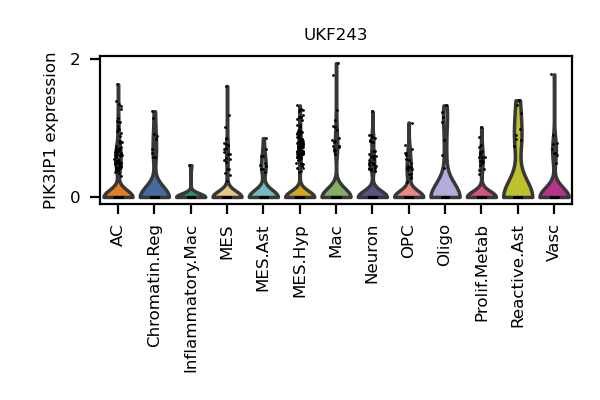 UKF243
PIK3IP1 expression
2
0
AC
Chromatin.Reg
Inflammatory.Mac
MES
MES.Ast
MES.Hyp
Mac
Neuron
OPC
Oligo
Prolif.Metab
Reactive.Ast
Vasc